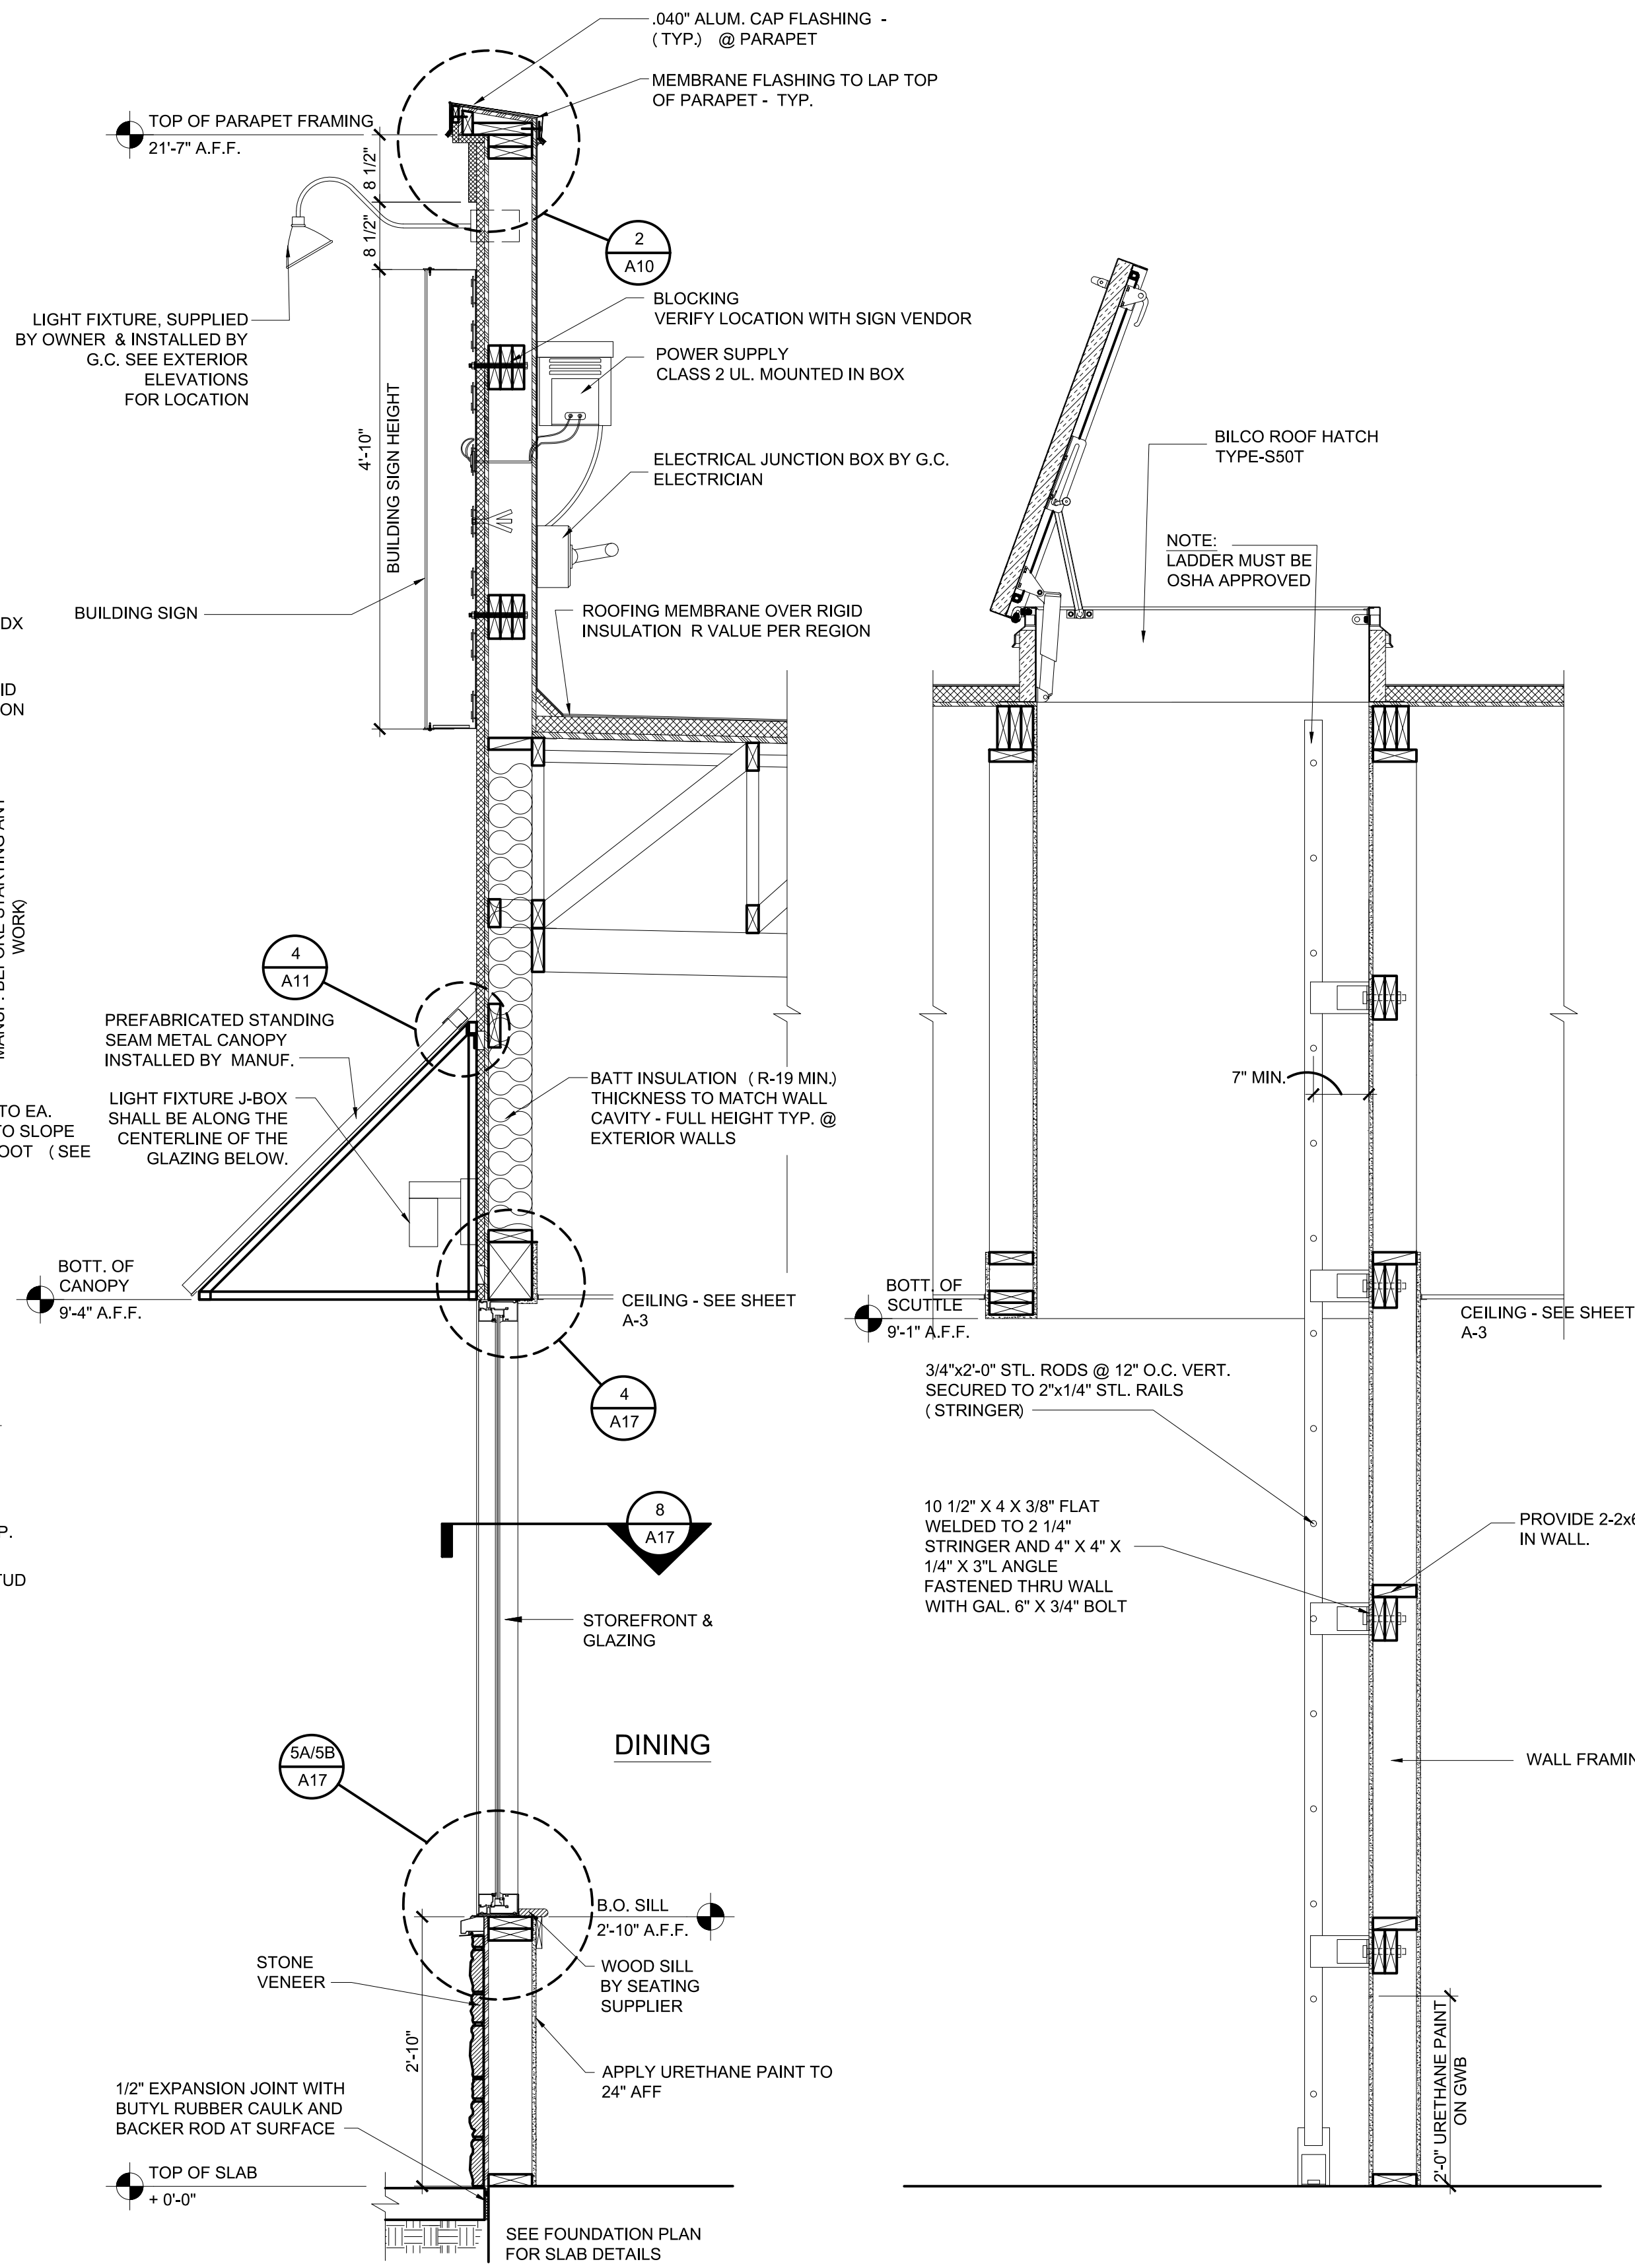 .040" ALUM. CAP FLASHING -
(TYP.) @ PARAPET
MEMBRANE FLASHING TO LAP TOP
OF PARAPET - TYP.
TOP OF PARAPET FRAMING
21'-7" A.F.F.
8 1/2"
8 1/2"
2
A10
LIGHT FIXTURE, SUPPLIED
BY OWNER & INSTALLED BY
G.C. SEE EXTERIOR
ELEVATIONS
FOR LOCATION
BLOCKING
VERIFY LOCATION WITH SIGN VENDOR
POWER SUPPLY
CLASS 2 UL. MOUNTED IN BOX
4'-10"
BUILDING SIGN HEIGHT
ELECTRICAL JUNCTION BOX BY G.C.
ELECTRICIAN
BUILDING SIGN
ROOFING MEMBRANE OVER RIGID
INSULATION R VALUE PER REGION
BILCO ROOF HATCH
TYPE-S50T
NOTE:
LADDER MUST BE
OSHA APPROVED
DX
ID
ON
WORK)
4
A11
PREFABRICATED STANDING
SEAM METAL CANOPY
INSTALLED BY MANUF.
LIGHT FIXTURE J-BOX
SHALL BE ALONG THE
CENTERLINE OF THE
GLAZING BELOW.
TO EA.
TO SLOPE
OOT (SEE
BATT INSULATION (R-19 MIN.)
THICKNESS TO MATCH WALL
CAVITY - FULL HEIGHT TYP. @
EXTERIOR WALLS
7" MIN.
BOTT. OF
CANOPY
9'-4" A.F.F.
CEILING - SEE SHEET
A-3
4
A17
BOTT. OF
SCUTTLE
9'-1" A.F.F.
CEILING - SEE SHEET
A-3
3/4"x2'-0" STL. RODS @ 12" O.C. VERT.
SECURED TO 2"x1/4" STL. RAILS
(STRINGER)
8
A17
10 1/2" X 4 X 3/8" FLAT
WELDED TO 2 1/4"
STRINGER AND 4" X 4" X
1/4" X 3"L ANGLE
FASTENED THRU WALL
WITH GAL. 6" X 3/4" BOLT
PROVIDE 2-2x6
IN WALL.
P.
TUD
STOREFRONT &
GLAZING
DINING
5A/5B
A17
WALL FRAMIN
B.O. SILL
2'-10" A.F.F.
STONE
VENEER
WOOD SILL
BY SEATING
SUPPLIER
2'-10"
APPLY URETHANE PAINT TO
24" AFF
2'-0" URETHANE PAINT
ON GWB
1/2" EXPANSION JOINT WITH
BUTYL RUBBER CAULK AND
BACKER ROD AT SURFACE
TOP OF SLAB
+ 0'-0"
SEE FOUNDATION PLAN
FOR SLAB DETAILS